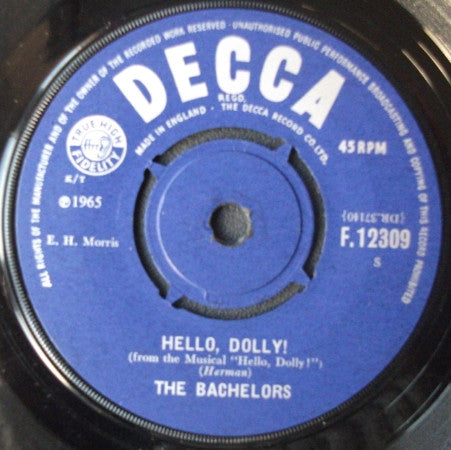 ALL RIGHTS OF THE MANUFACTURER AND OF THE OWNER OF THE RECORDED WORK RESERVED - UNAUTHORISED PUBLIC PERFORMANCE BROADCASTING AND COPYING OF THIS RECORD PROHIBITED
DECCA
REGD.
MADE IN ENGLAND. THE DECCA RECORD CO. LTD.
TRUE HIGH
ffrr
FIDELITY
K/T
℗1965
E. H. Morris
45 RPM
(DR.37140)
F.12309
S
HELLO, DOLLY!
(from the Musical "Hello, Dolly!")
(Herman)
THE BACHELORS